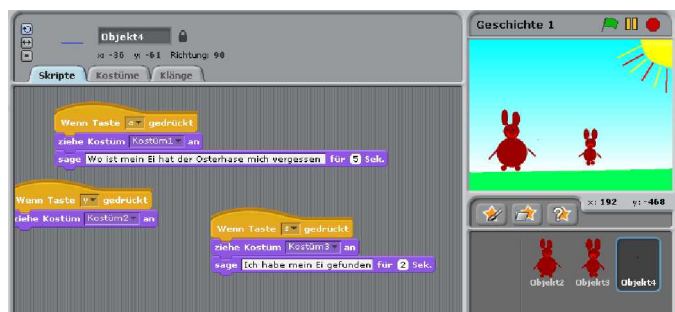 Objekt4
x: -36 y: -61 Richtung: 90
Skripte Kostüme Klänge
Wenn Taste a gedrückt
ziehe Kostüm Kostüm1 an
sage Wo ist mein Ei hat der Osterhase mich vergessen für 5 Sek.
Wenn Taste v gedrückt
ziehe Kostüm Kostüm2 an
Wenn Taste gedrückt
ziehe Kostüm Kostüm3 an
sage Ich habe mein Ei gefunden für 2 Sek.
Geschichte 1
x: 192 y: -468
Objekt2 Objekt3 Objekt4